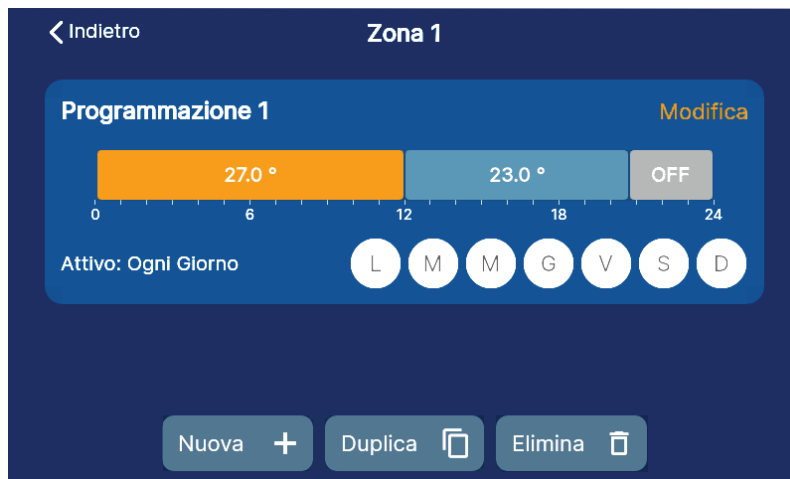 Indietro
Zona 1
Programmazione 1
Modifica
27.0 ° 23.0 ° OFF
0 6 12 18 24
Attivo: Ogni Giorno L M M G V S D
Nuova Duplica Elimina